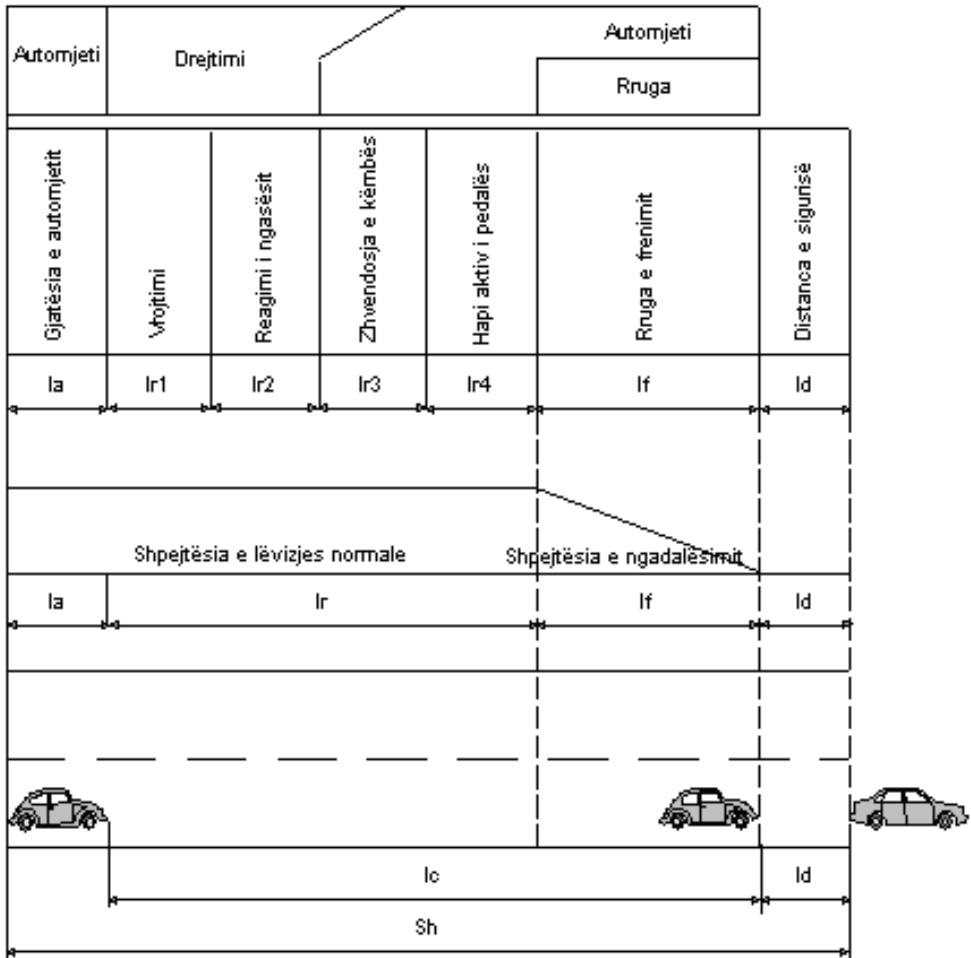 Automjeti
Drejtimi
Automjeti
Rruga
Gjatësia e automjetit
Vrojtimi
Reagimi i ngasësit
Zhvendosja e këmbës
Hapi aktiv i pedalës
Rruga e frenimit
Distanca e sigurisë
la
lr1
lr2
lr3
lr4
lf
ld
Shpejtësia e lëvizjes normale
Shpejtësia e ngadalësimit
la
lr
lf
ld
lc
ld
Sh